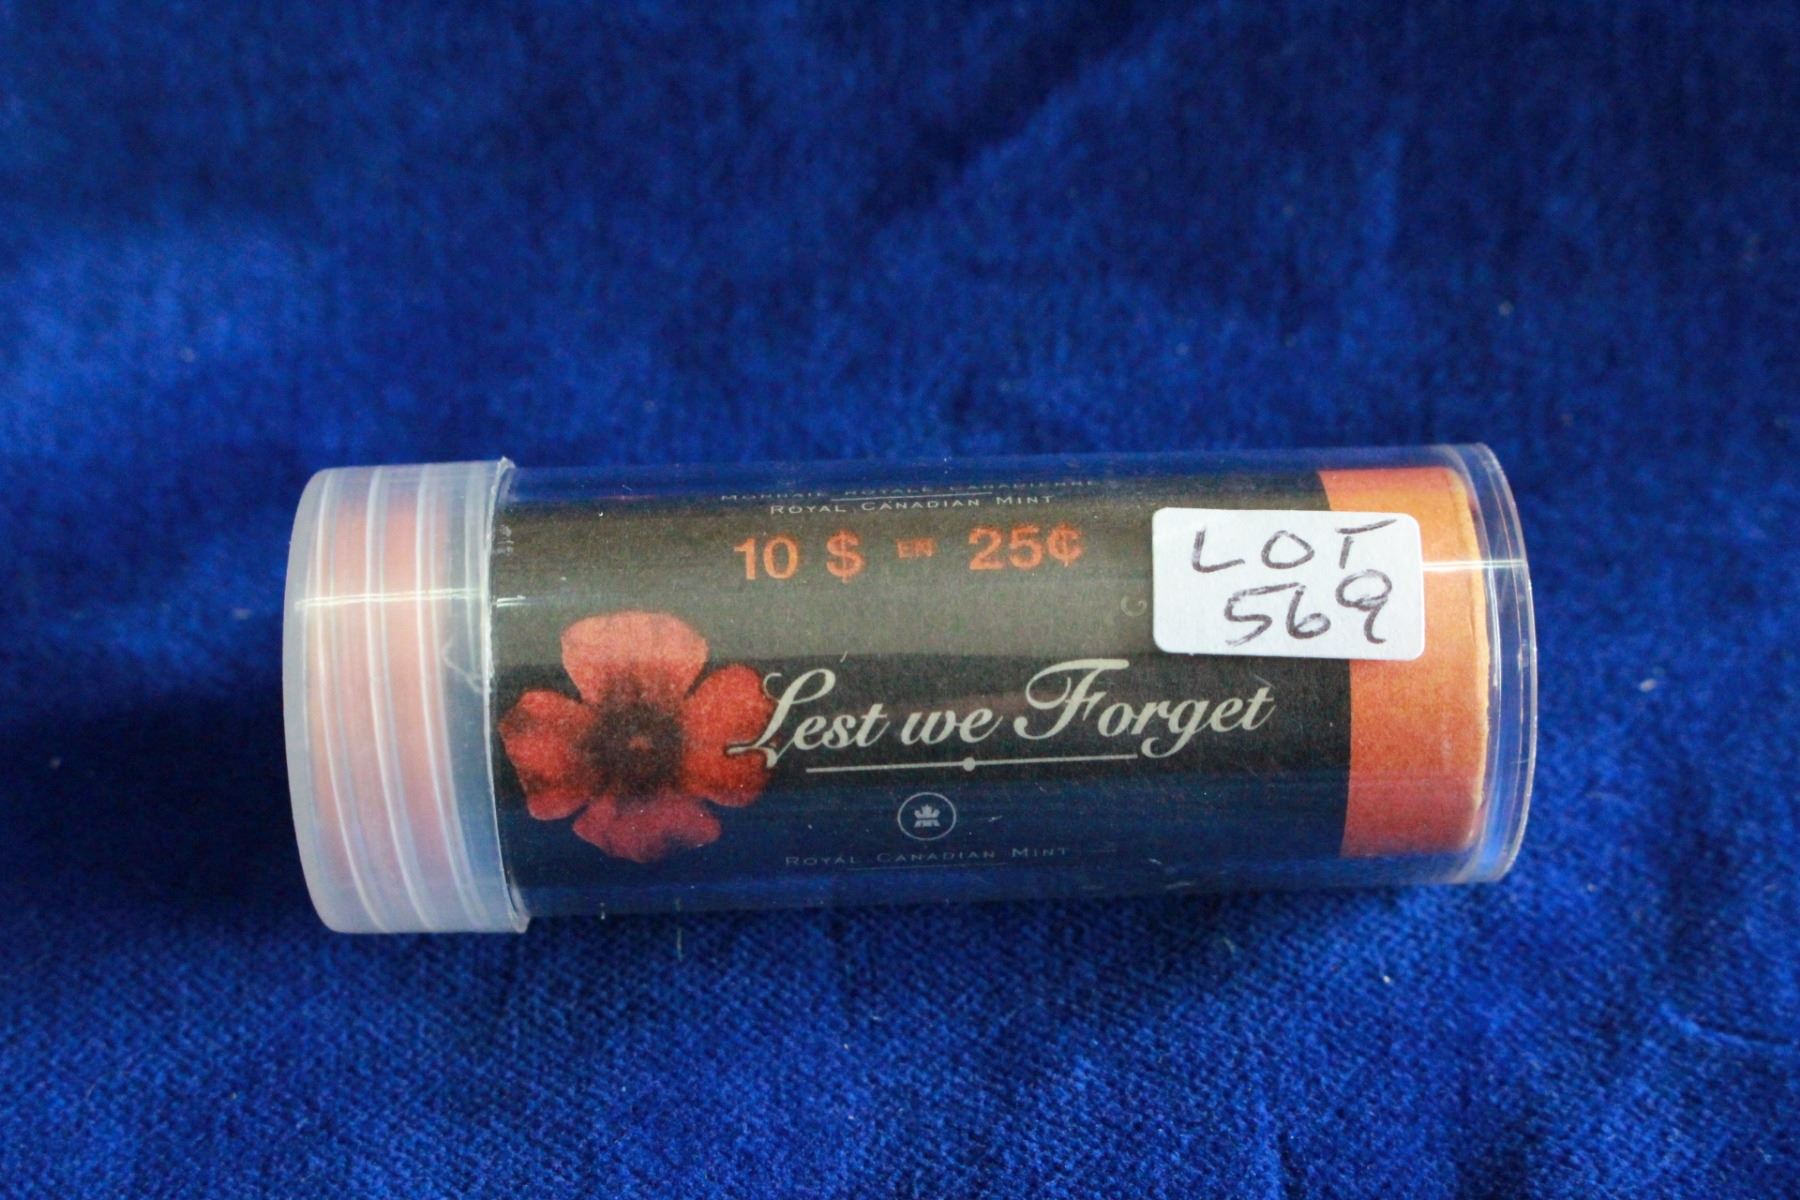 MONNAIE ROYALE CANADIENNE
ROYAL CANADIAN MINT
10 $ EN 25¢
LOT
569
Lest we Forget
ROYAL CANADIAN MINT